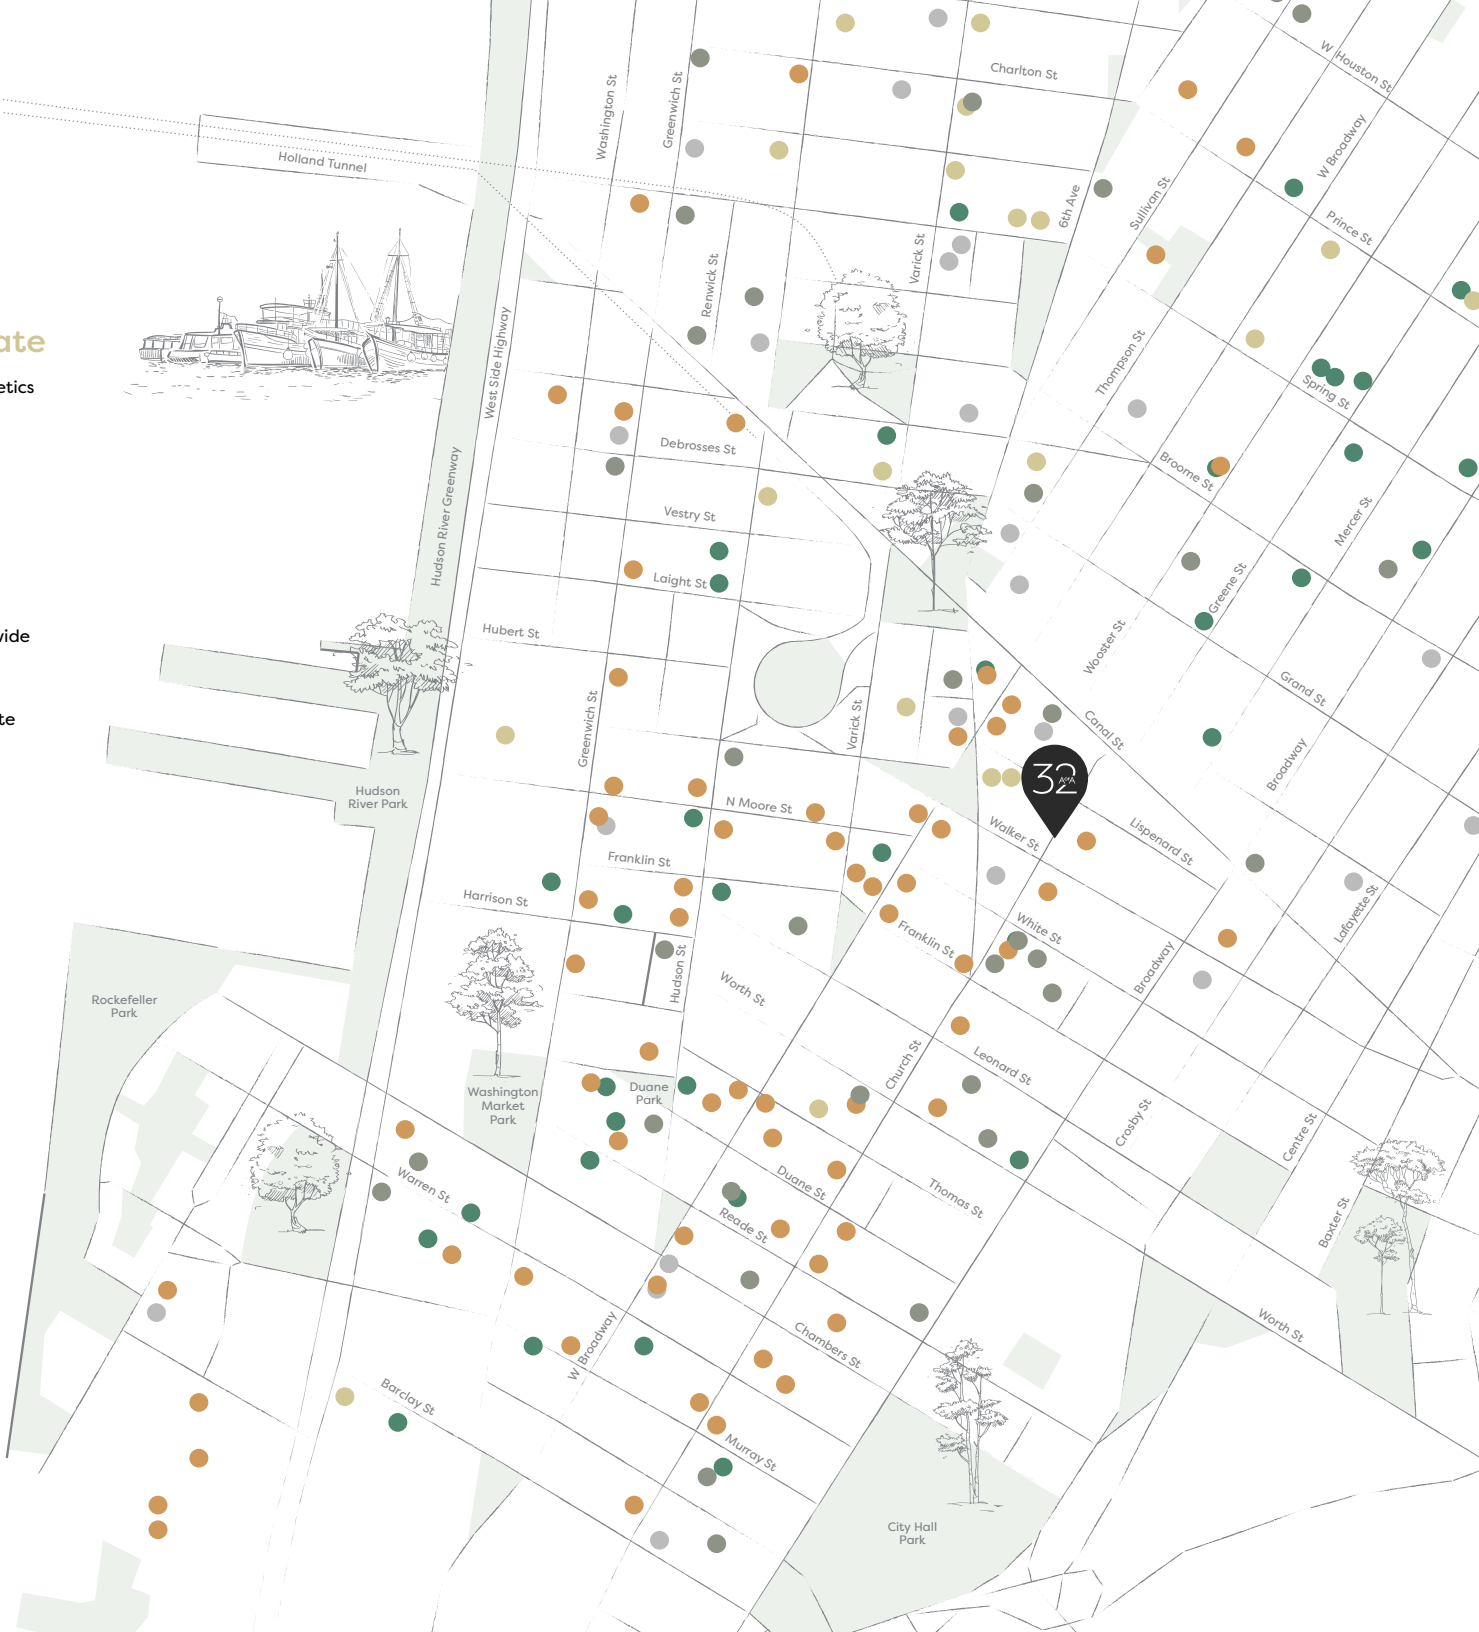 W Houston St
Charlton St
Washington St
Greenwich St
W Broadway
Holland Tunnel
6th Ave
Sullivan St
Prince St
Varick St
Renwick St
ate
West Side Highway
Thompson St
etics
Spring St
Debrosses St
Broome St
Hudson River Greenway
Vestry St
Mercer St
Laight St
Greene St
Hubert St
vide
Wooster St
Grand St
te
Greenwich St
Varick St
Canal St
32
AoA
Broadway
Hudson
River Park
N Moore St
Walker St
Lispenard St
Franklin St
Harrison St
White St
Franklin St
Lafayette St
Hudson St
Broadway
Worth St
Rockefeller
Park
Church St
Leonard St
Washington
Market
Park
Duane
Park
Crosby St
Centre St
Warren St
Duane St
Thomas St
Reade St
Baxter St
W Broadway
Chambers St
Worth St
Barclay St
Murray St
City Hall
Park